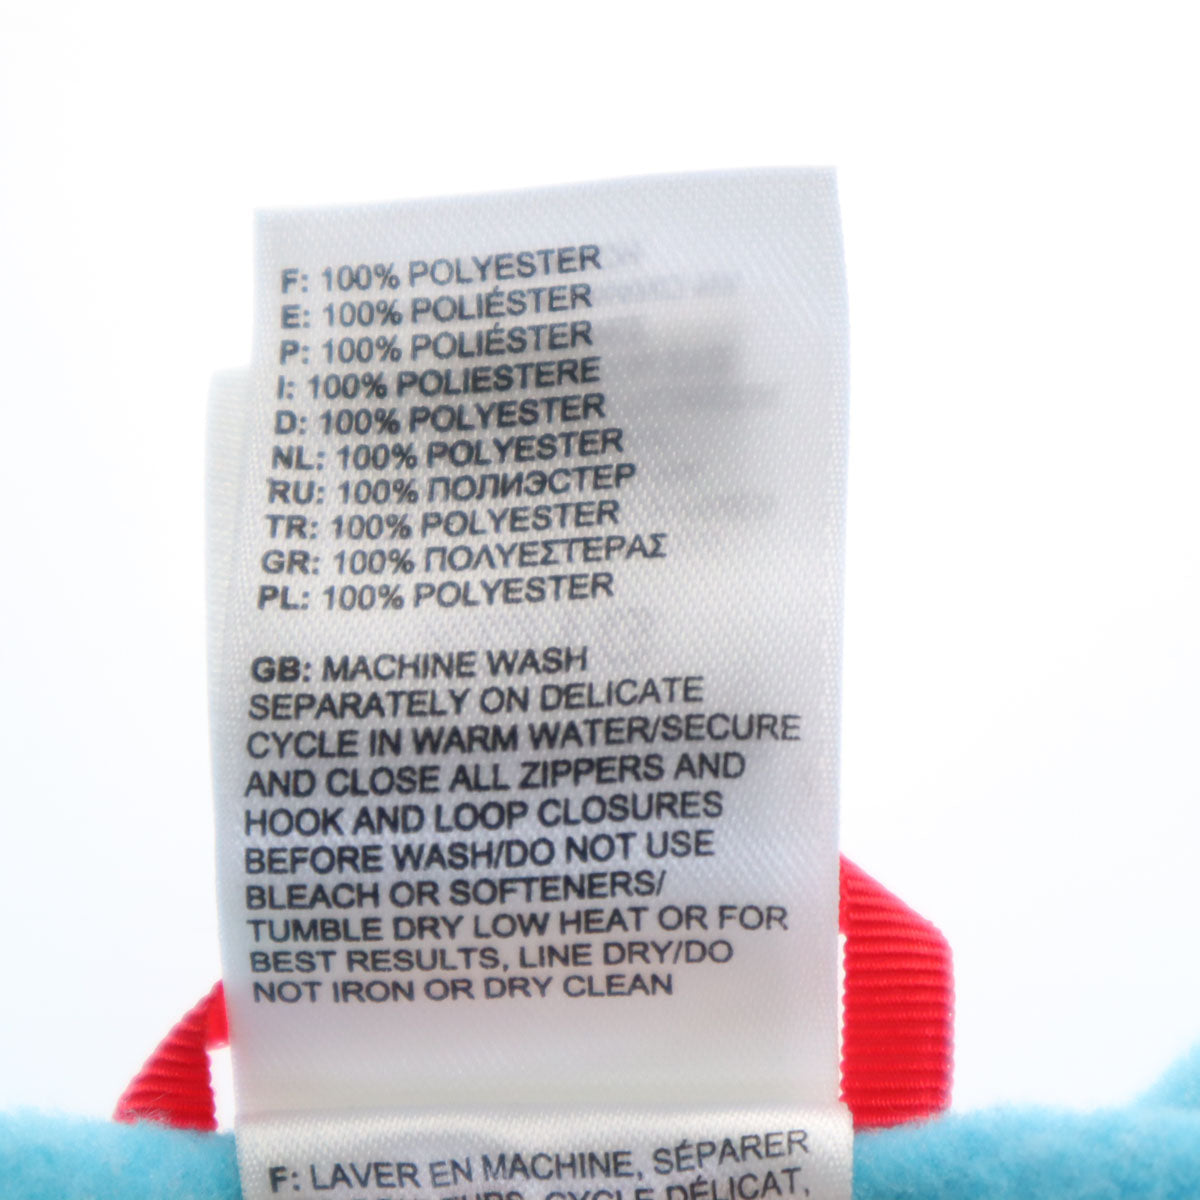 F: 100% POLYESTER
E: 100% POLIÉSTER
P: 100% POLIÉSTER
I: 100% POLIESTERE
D: 100% POLYESTER
NL: 100% POLYESTER
RU: 100% ПОЛИЭСТЕР
TR: 100% POLYESTER
GR: 100% ΠΟΛΥΕΣΤΕΡΑΣ
PL: 100% POLYESTER
GB: MACHINE WASH
SEPARATELY ON DELICATE
CYCLE IN WARM WATER/SECURE
AND CLOSE ALL ZIPPERS AND
HOOK AND LOOP CLOSURES
BEFORE WASH/DO NOT USE
BLEACH OR SOFTENERS/
TUMBLE DRY LOW HEAT OR FOR
BEST RESULTS, LINE DRY/DO
NOT IRON OR DRY CLEAN
F: LAVER EN MACHINE, SÉPARER
CYCLE DÉLICAT,